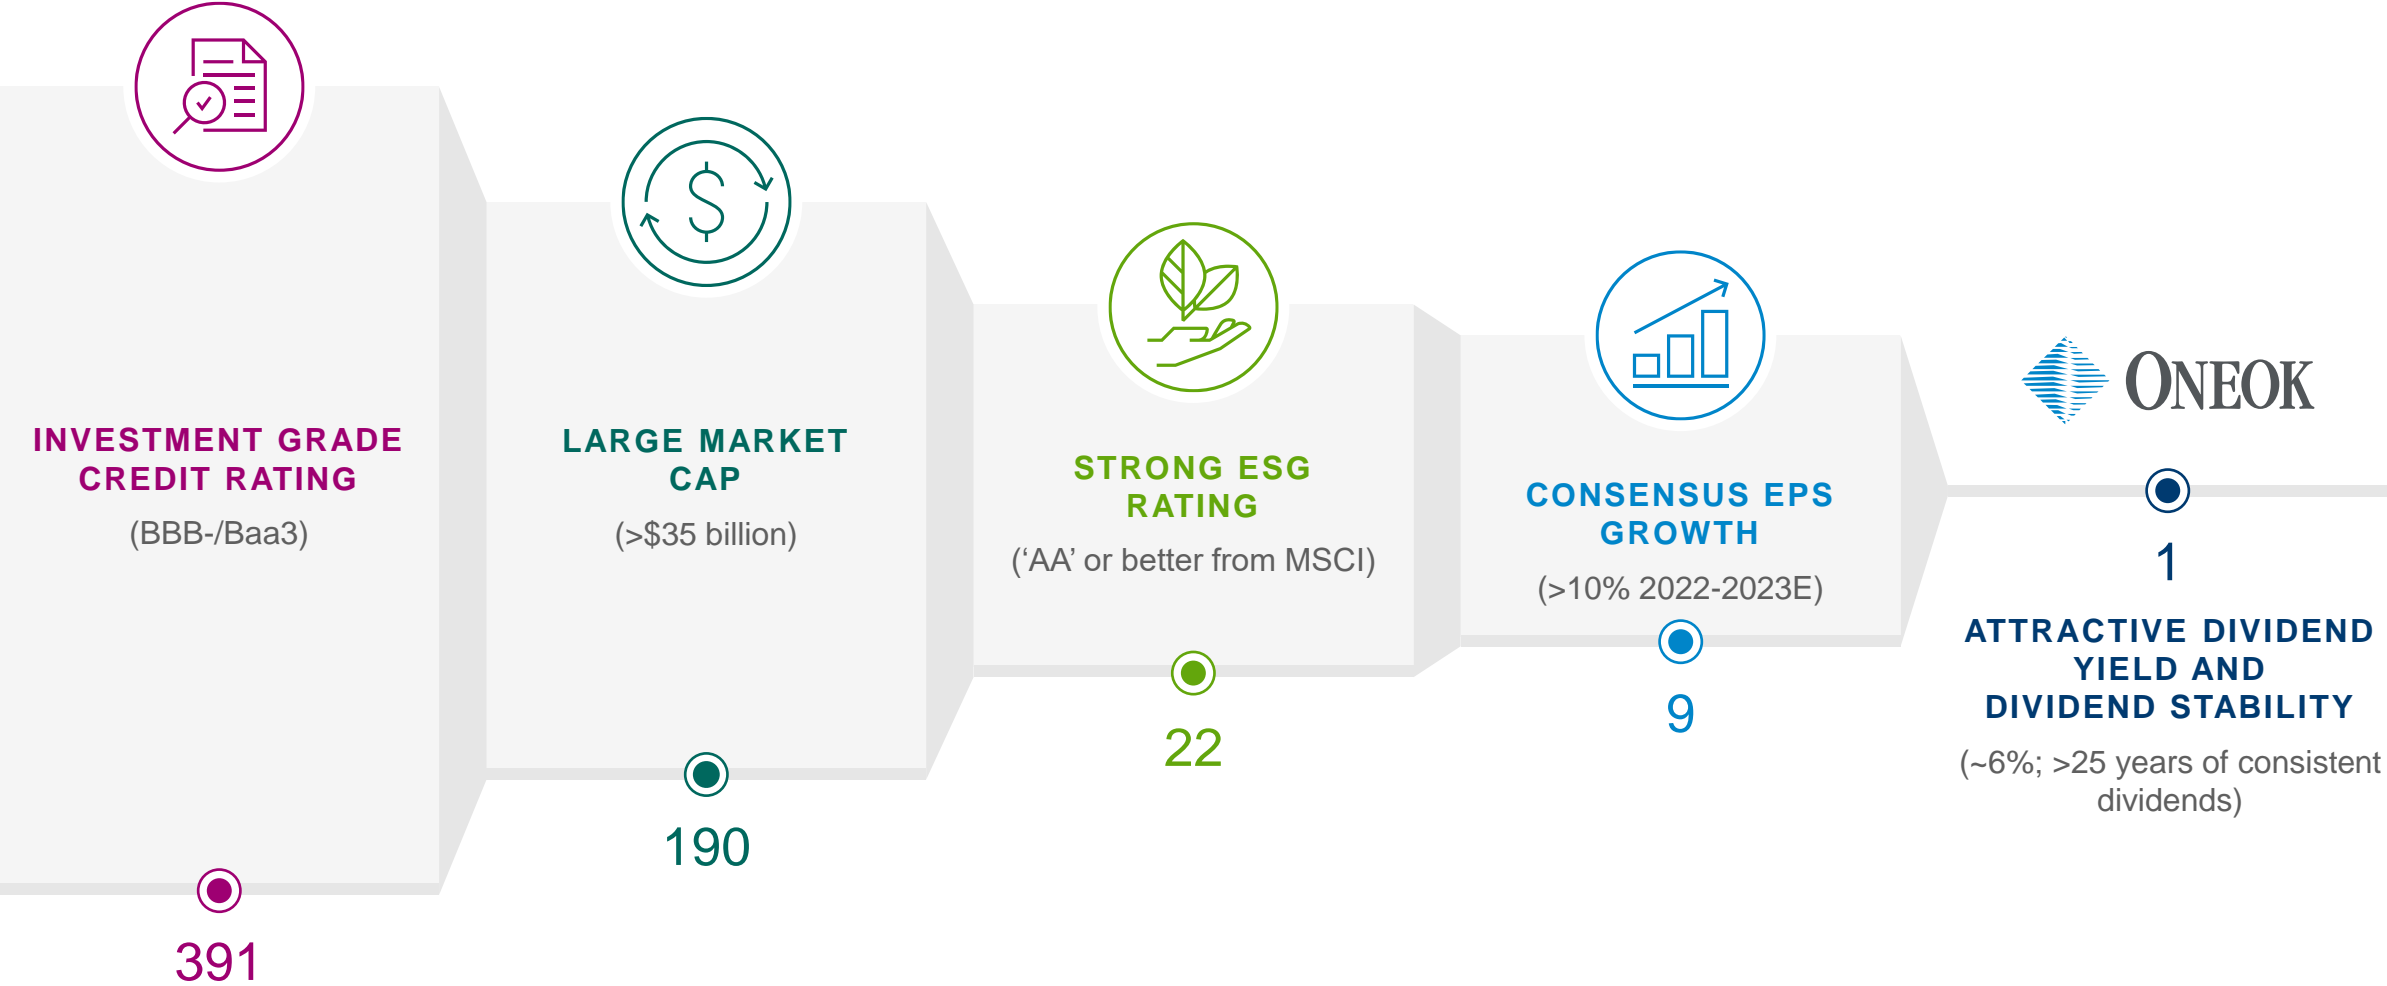 INVESTMENT GRADE
CREDIT RATING
(BBB-/Baa3)
391
LARGE MARKET
CAP
(>$35 billion)
190
STRONG ESG
RATING
(‘AA’ or better from MSCI)
22
CONSENSUS EPS
GROWTH
(>10% 2022-2023E)
9
ONEOK
1
ATTRACTIVE DIVIDEND
YIELD AND
DIVIDEND STABILITY
(~6%; >25 years of consistent
dividends)